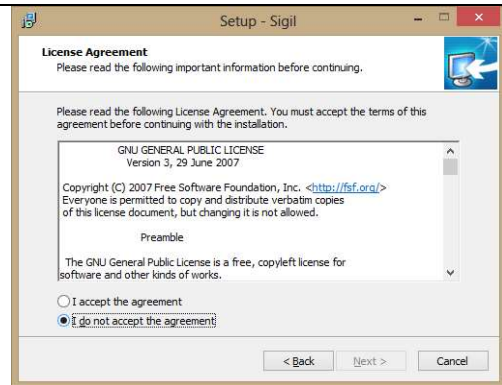 Setup - Sigil
License Agreement
Please read the following important information before continuing.
Please read the following License Agreement. You must accept the terms of this
agreement before continuing with the installation.
GNU GENERAL PUBLIC LICENSE
Version 3, 29 June 2007
Copyright (C) 2007 Free Software Foundation, Inc. <http://fsf.org/>
Everyone is permitted to copy and distribute verbatim copies
of this license document, but changing it is not allowed.
Preamble
The GNU General Public License is a free, copyleft license for
software and other kinds of works.
I accept the agreement
I do not accept the agreement
< Back Next > Cancel